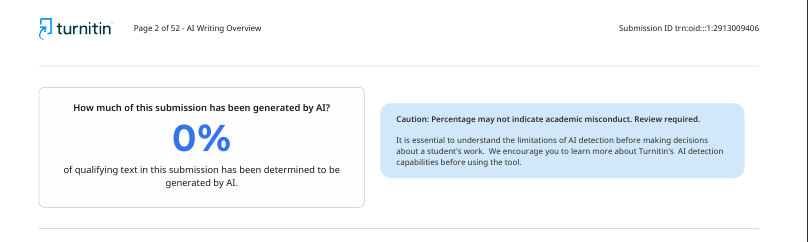 turnitin Page 2 of 52 - AI Writing Overview Submission ID trn:oid:::1:2913009406
How much of this submission has been generated by AI?
0%
of qualifying text in this submission has been determined to be
generated by AI.
Caution: Percentage may not indicate academic misconduct. Review required.
It is essential to understand the limitations of AI detection before making decisions
about a student's work. We encourage you to learn more about Turnitin's AI detection
capabilities before using the tool.